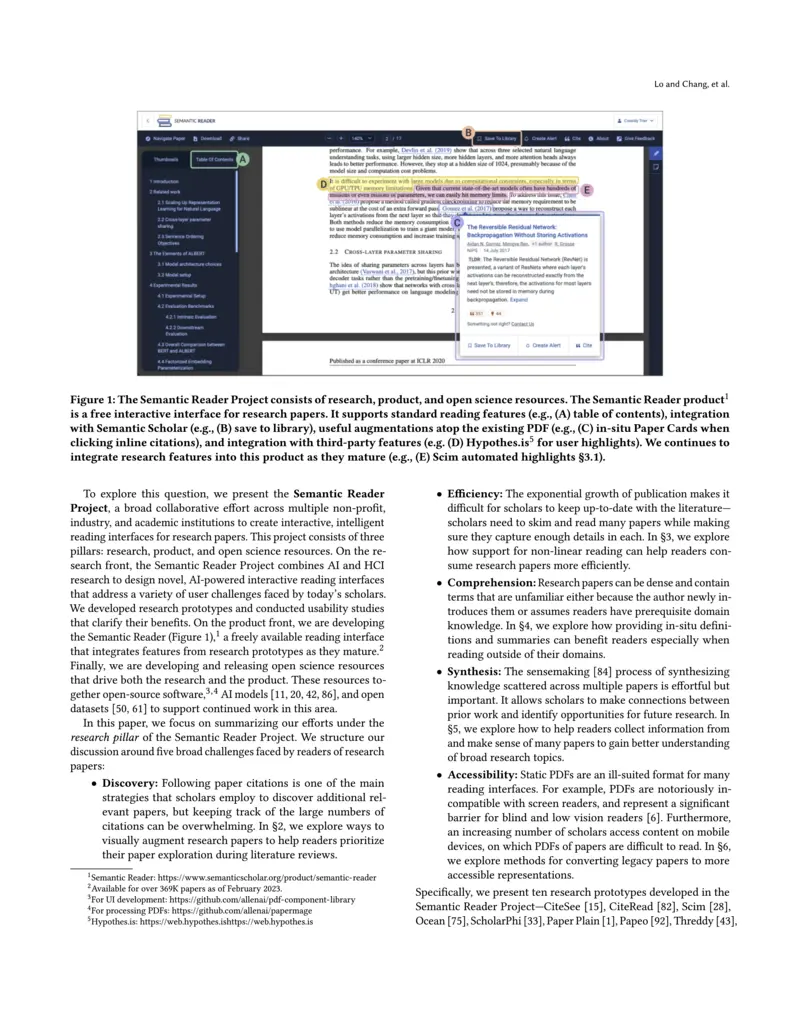 Lo and Chang, et al.
SEMANTIC READER
Navigate Paper
Download
Share
140%
Save To Library
Create Alert
Cite
About
Give Feedback
B
Thumbnails
Table Of Contents
A
1 Introduction
2 Related work
2.1 Scaling Up Representation
Learning for Natural Language
2.2 Cross-layer parameter
sharing
2.3 Sentence Ordering
Objectives
3 The Elements of ALBERT
3.1 Model architecture choices
3.2 Model setup
4 Experimental Results
4.1 Experimental Setup
4.2 Evaluation Benchmarks
4.2.1 Intrinsic Evaluation
4.2.2 Downstream
Evaluation
4.3 Overall Comparison between
BERT and ALBERT
4.4 Factorized Embedding
Parameterization
performance. For example, Devlin et al. (2019) show that across three selected natural language
understanding tasks, using larger hidden size, more hidden layers, and more attention heads always
leads to better performance. However, they stop at a hidden size of 1024, presumably because of the
model size and computation cost problems.
D
It is difficult to experiment with large models due to computational constraints, especially in terms
of GPU/TPU memory limitations. Given that current state-of-the-art models often have hundreds of
millions or even billions of parameters, we can easily hit memory limits. To address this issue, Chen
E
et al. (2016) propose a method called gradient checkpointing to reduce the memory requirement to be
sublinear at the cost of an extra forward pass. Gomez et al. (2017) propose a way to reconstruct each
layer's activations from the next layer so that they
Both methods reduce the memory consumption
to use model parallelization to train a giant model.
reduce memory consumption and increase training
2.2 CROSS-LAYER PARAMETER SHARING
The idea of sharing parameters across layers has
architecture (Vaswani et al., 2017), but this prior
decoder tasks rather than the pretraining/finetuning
hghani et al. (2018) show that networks with cross
UT) get better performance on language modeling
2
Published as a conference paper at ICLR 2020
C
The Reversible Residual Network:
Backpropagation Without Storing Activations
Aidan N. Gomez, Mengye Ren, +1 author R. Grosse
NIPS 14 July 2017
TLDR: The Reversible Residual Network (RevNet) is
presented, a variant of ResNets where each layer's
activations can be reconstructed exactly from the
next layer's, therefore, the activations for most layers
need not be stored in memory during
backpropagation. Expand
Something not right? Contact Us
Save To Library
Create Alert
Cite
Figure 1: The Semantic Reader Project consists of research, product, and open science resources. The Semantic Reader product1
is a free interactive interface for research papers. It supports standard reading features (e.g., (A) table of contents), integration
with Semantic Scholar (e.g., (B) save to library), useful augmentations atop the existing PDF (e.g., (C) in-situ Paper Cards when
clicking inline citations), and integration with third-party features (e.g. (D) Hypothes.is5 for user highlights). We continues to
integrate research features into this product as they mature (e.g., (E) Scim automated highlights §3.1).
To explore this question, we present the Semantic Reader
Project, a broad collaborative effort across multiple non-profit,
industry, and academic institutions to create interactive, intelligent
reading interfaces for research papers. This project consists of three
pillars: research, product, and open science resources. On the re-
search front, the Semantic Reader Project combines AI and HCI
research to design novel, AI-powered interactive reading interfaces
that address a variety of user challenges faced by today's scholars.
We developed research prototypes and conducted usability studies
that clarify their benefits. On the product front, we are developing
the Semantic Reader (Figure 1),1 a freely available reading interface
that integrates features from research prototypes as they mature.2
Finally, we are developing and releasing open science resources
that drive both the research and the product. These resources to-
gether open-source software,3,4 AI models [11, 20, 42, 86], and open
datasets [50, 61] to support continued work in this area.
In this paper, we focus on summarizing our efforts under the
research pillar of the Semantic Reader Project. We structure our
discussion around five broad challenges faced by readers of research
papers:
• Discovery: Following paper citations is one of the main
strategies that scholars employ to discover additional rel-
evant papers, but keeping track of the large numbers of
citations can be overwhelming. In §2, we explore ways to
visually augment research papers to help readers prioritize
their paper exploration during literature reviews.
1Semantic Reader: https://www.semanticscholar.org/product/semantic-reader
2Available for over 369K papers as of February 2023.
3For UI development: https://github.com/allenai/pdf-component-library
4For processing PDFs: https://github.com/allenai/papermage
5Hypothes.is: https://web.hypothes.ishttps://web.hypothes.is
• Efficiency: The exponential growth of publication makes it
difficult for scholars to keep up-to-date with the literature—
scholars need to skim and read many papers while making
sure they capture enough details in each. In §3, we explore
how support for non-linear reading can help readers con-
sume research papers more efficiently.
• Comprehension: Research papers can be dense and contain
terms that are unfamiliar either because the author newly in-
troduces them or assumes readers have prerequisite domain
knowledge. In §4, we explore how providing in-situ defini-
tions and summaries can benefit readers especially when
reading outside of their domains.
• Synthesis: The sensemaking [84] process of synthesizing
knowledge scattered across multiple papers is effortful but
important. It allows scholars to make connections between
prior work and identify opportunities for future research. In
§5, we explore how to help readers collect information from
and make sense of many papers to gain better understanding
of broad research topics.
• Accessibility: Static PDFs are an ill-suited format for many
reading interfaces. For example, PDFs are notoriously in-
compatible with screen readers, and represent a significant
barrier for blind and low vision readers [6]. Furthermore,
an increasing number of scholars access content on mobile
devices, on which PDFs of papers are difficult to read. In §6,
we explore methods for converting legacy papers to more
accessible representations.
Specifically, we present ten research prototypes developed in the
Semantic Reader Project—CiteSee [15], CiteRead [82], Scim [28],
Ocean [75], ScholarPhi [33], Paper Plain [1], Papeo [92], Threddy [43],